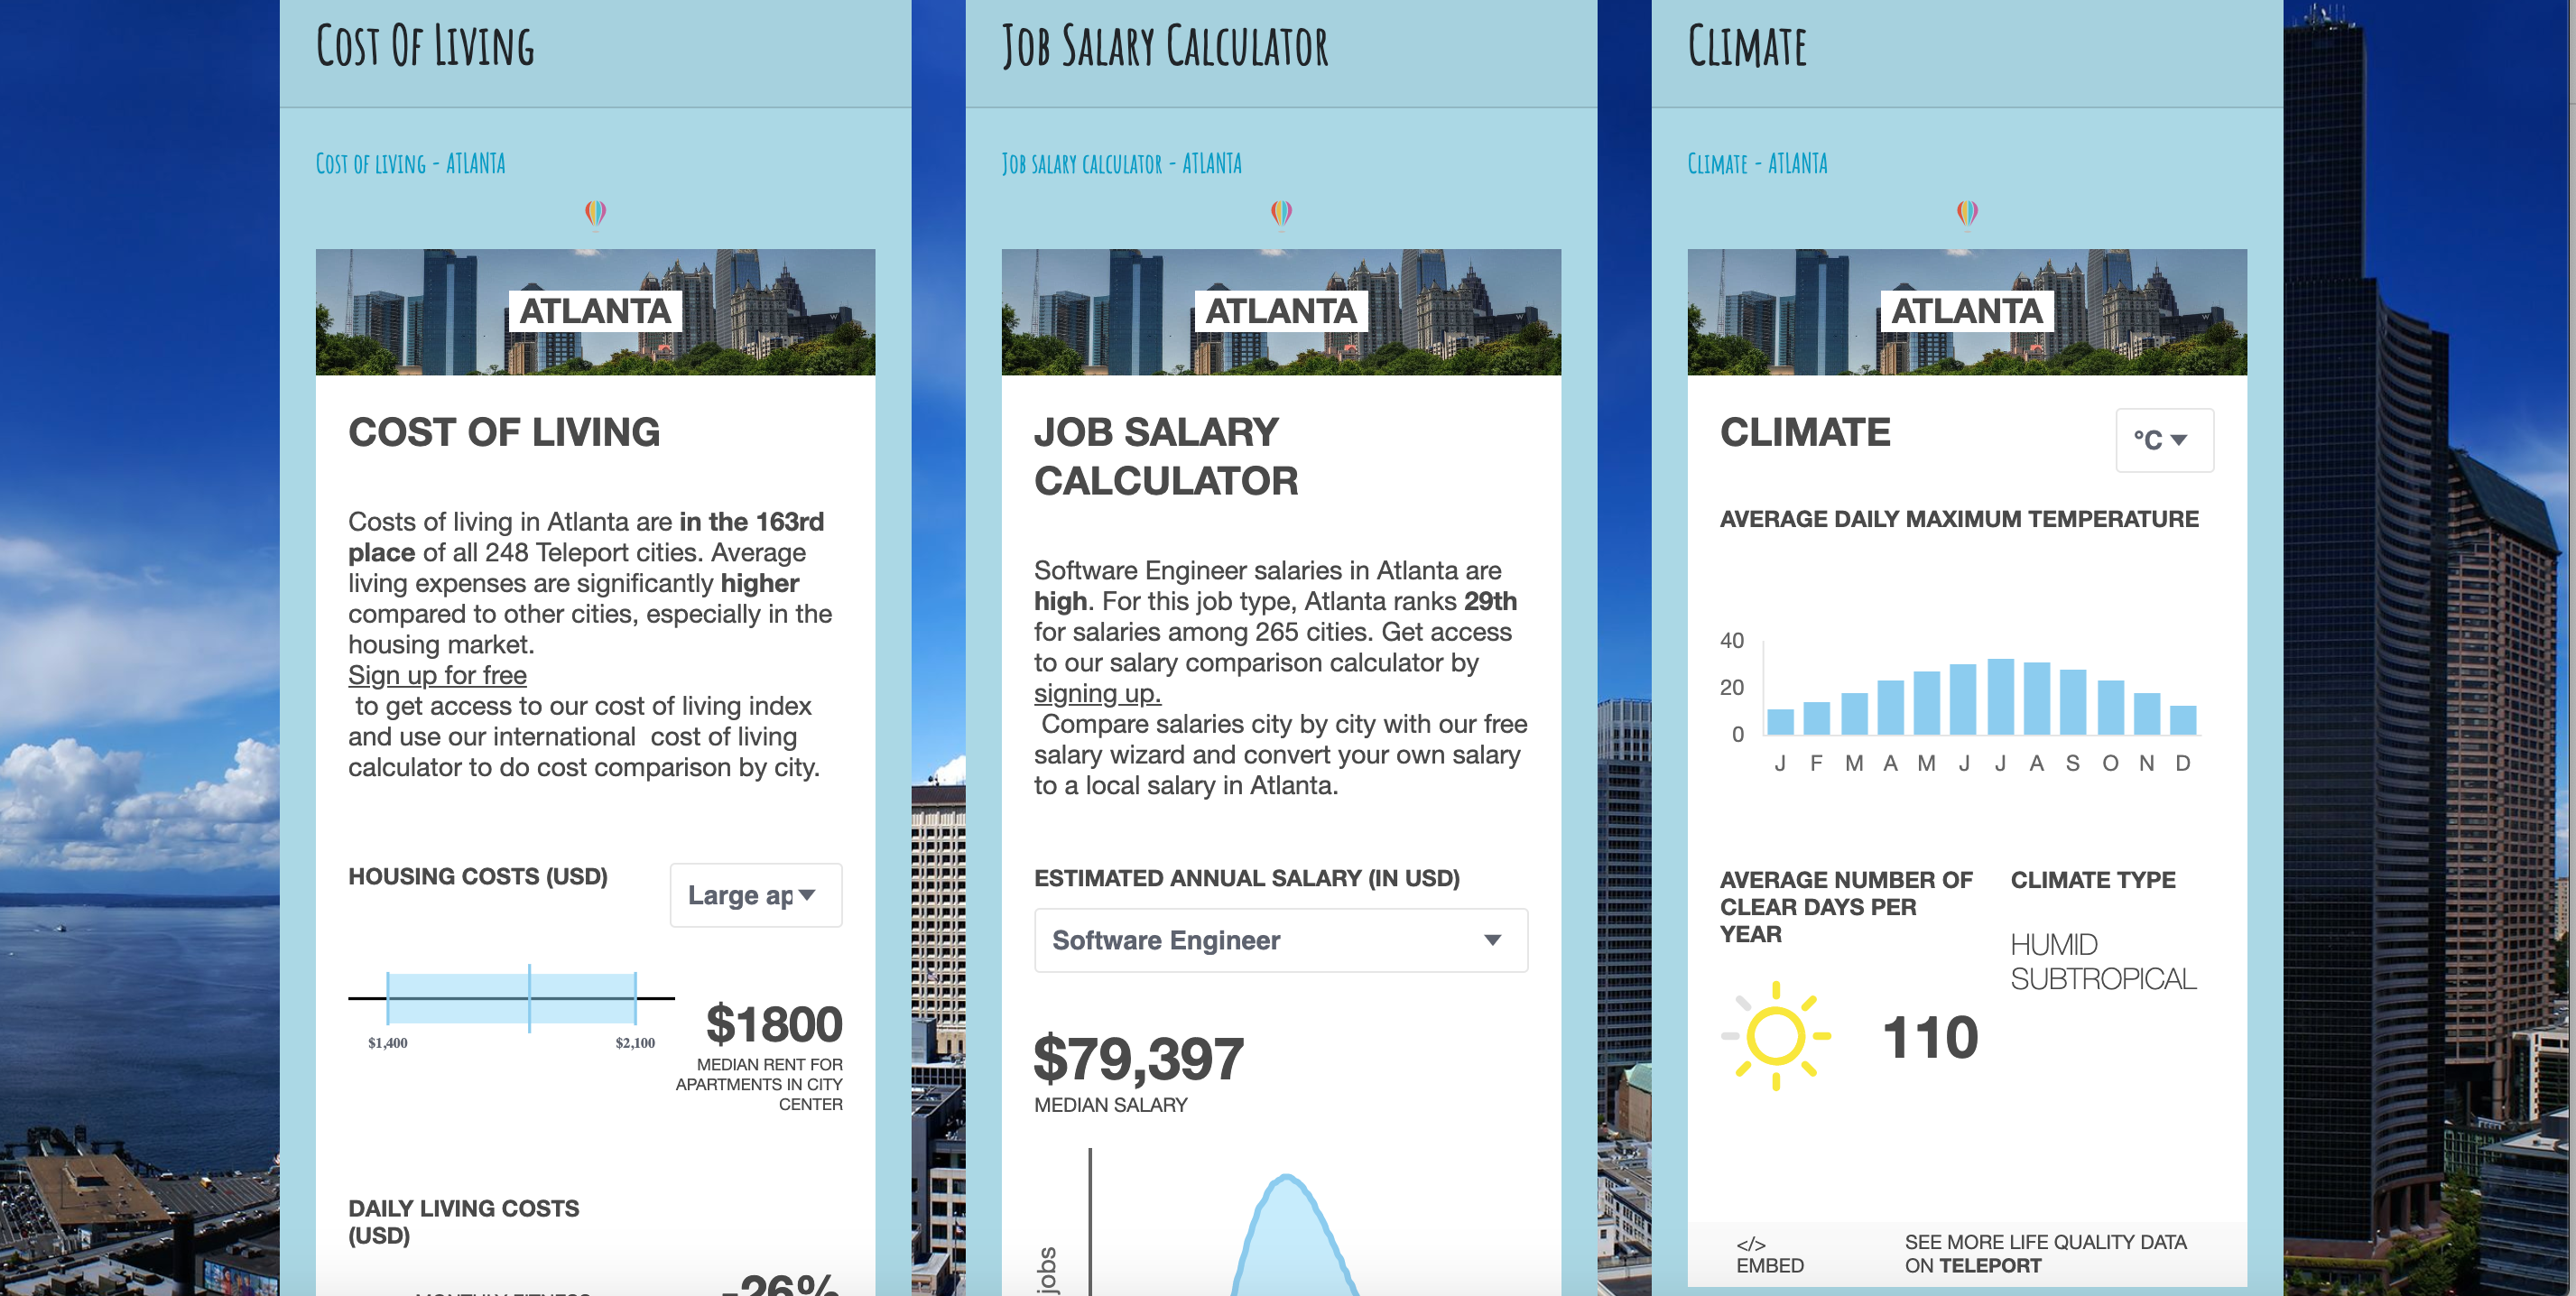 Cost Of Living
Cost of living - ATLANTA
ATLANTA
COST OF LIVING
Costs of living in Atlanta are in the 163rd
place of all 248 Teleport cities. Average
living expenses are significantly higher
compared to other cities, especially in the
housing market.
Sign up for free
to get access to our cost of living index
and use our international cost of living
calculator to do cost comparison by city.
HOUSING COSTS (USD)
Large ap
$1,400
$2,100
$1800
MEDIAN RENT FOR
APARTMENTS IN CITY
CENTER
DAILY LIVING COSTS
(USD)
-26%
MONTHLY FITNESS
Job Salary Calculator
Job salary calculator - ATLANTA
ATLANTA
JOB SALARY
CALCULATOR
Software Engineer salaries in Atlanta are
high. For this job type, Atlanta ranks 29th
for salaries among 265 cities. Get access
to our salary comparison calculator by
signing up.
Compare salaries city by city with our free
salary wizard and convert your own salary
to a local salary in Atlanta.
ESTIMATED ANNUAL SALARY (IN USD)
Software Engineer
$79,397
MEDIAN SALARY
jobs
Climate
Climate - ATLANTA
ATLANTA
CLIMATE
°C
AVERAGE DAILY MAXIMUM TEMPERATURE
40
20
0
J F M A M J J A S O N D
AVERAGE NUMBER OF
CLEAR DAYS PER
YEAR
110
CLIMATE TYPE
HUMID
SUBTROPICAL
</>
EMBED
SEE MORE LIFE QUALITY DATA
ON TELEPORT